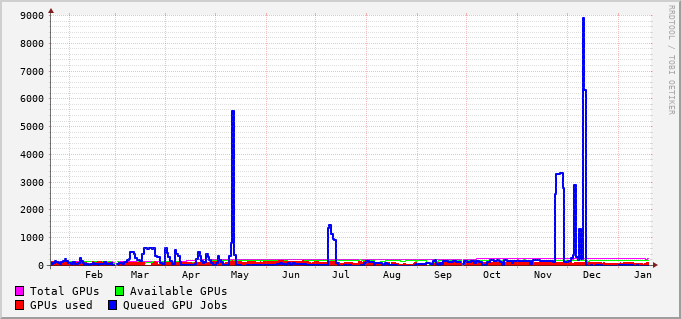 RRDTOOL / TOBI OETIKER
9000
8000
7000
6000
5000
4000
3000
2000
1000
0
Feb Mar Apr May Jun Jul Aug Sep Oct Nov Dec Jan
Total GPUs Available GPUs
GPUs used Queued GPU Jobs